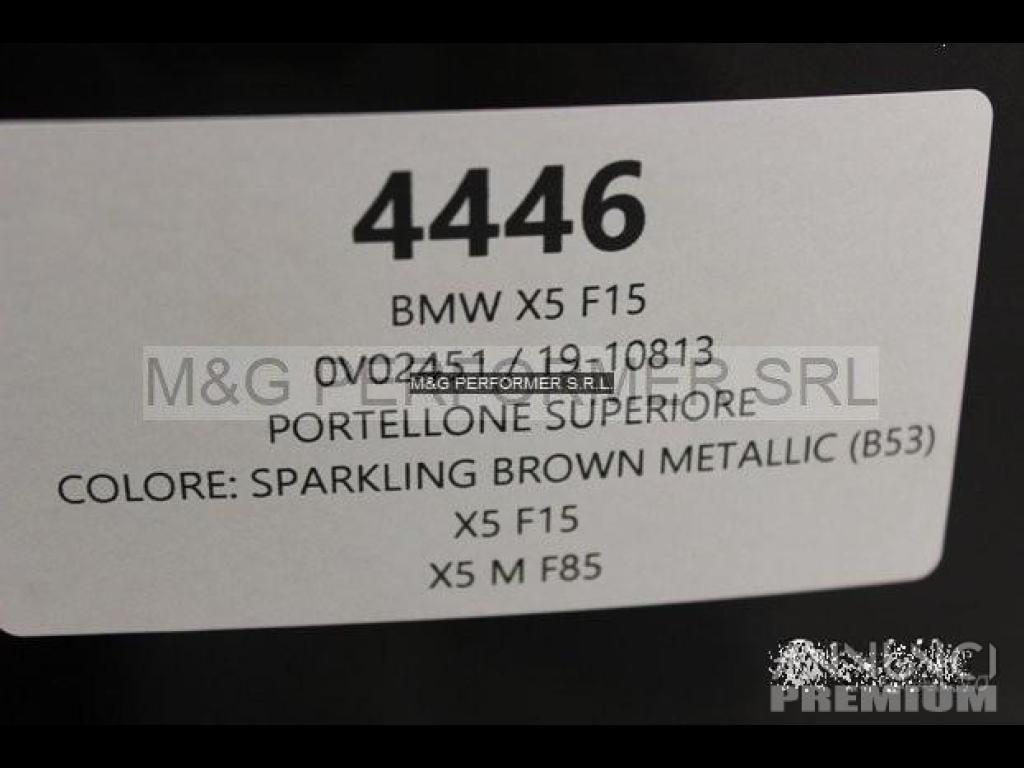 4446
BMW X5 F15
0V02451 / 19-10813
M&G PERFORMER SRL
M&G PERFORMER S.R.L.
PORTELLONE SUPERIORE
COLORE: SPARKLING BROWN METALLIC (B53)
X5 F15
X5 M F85
PREMIUM